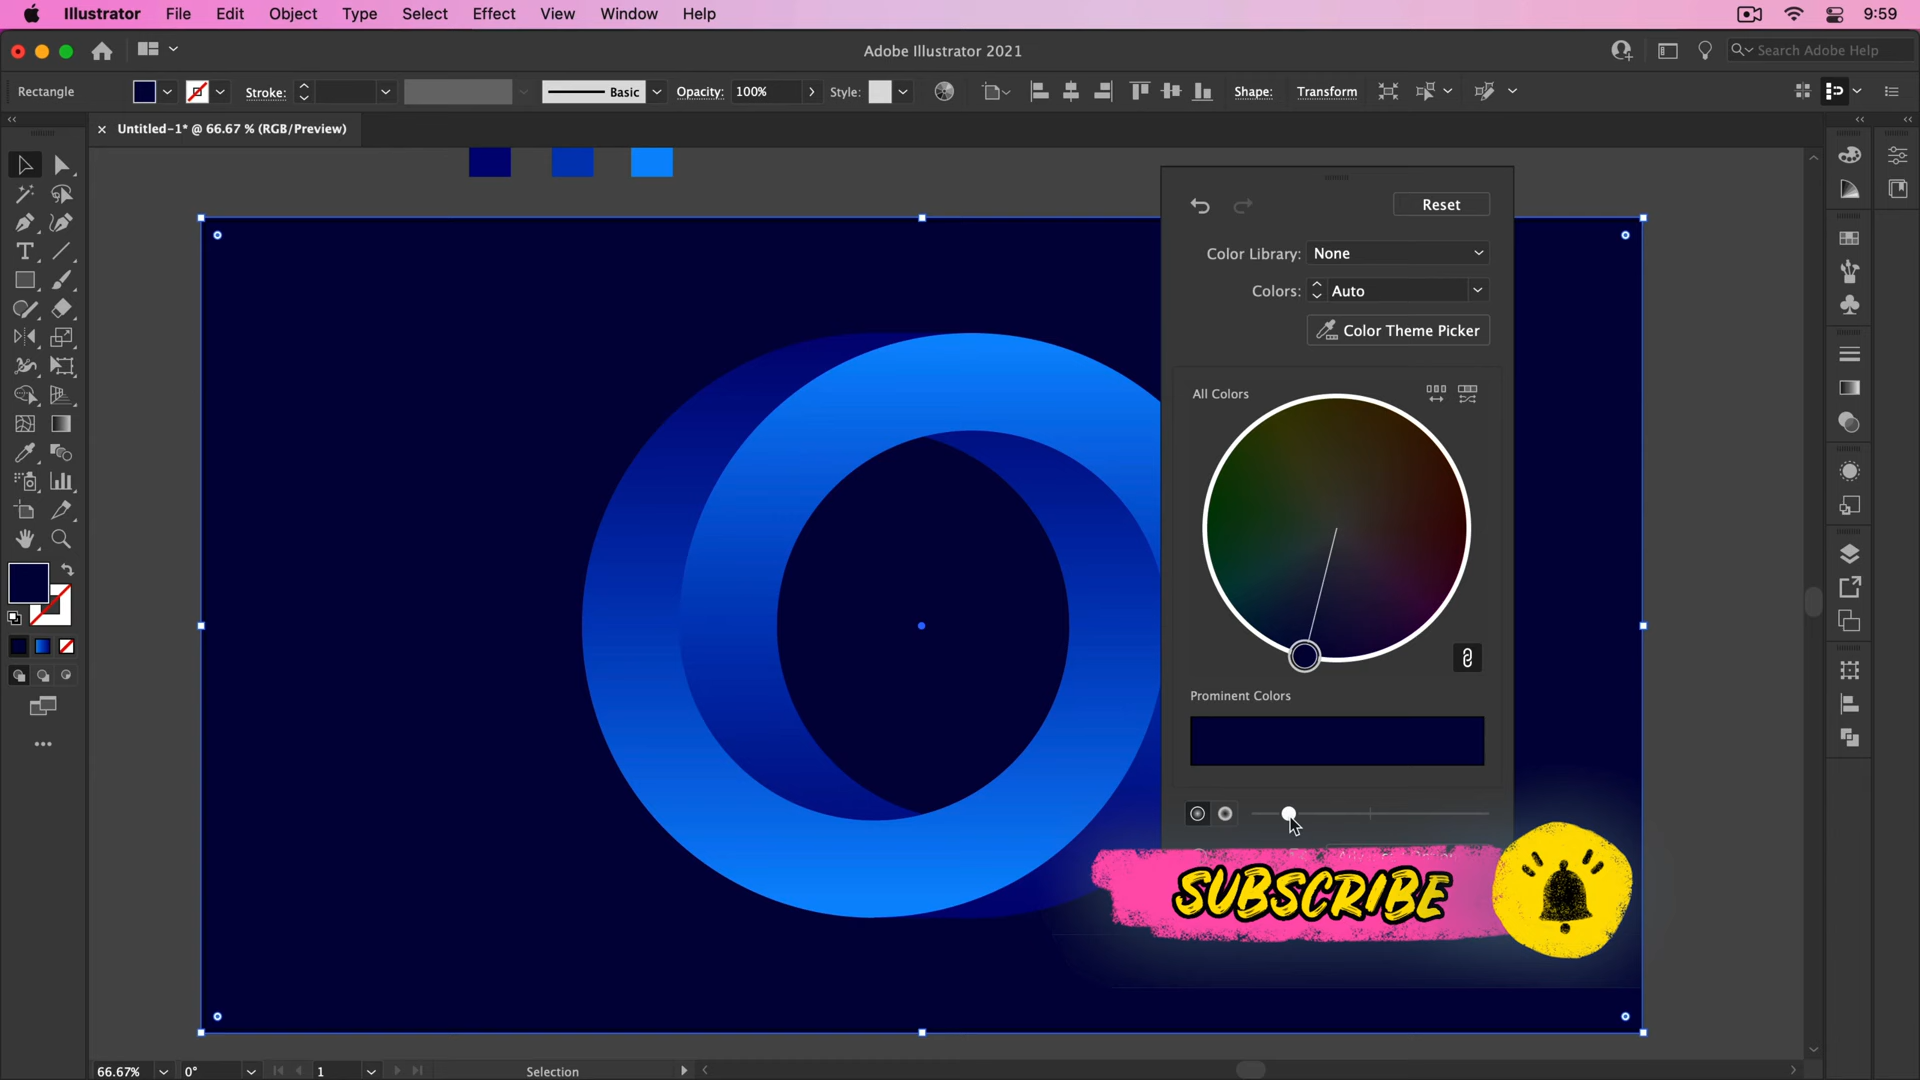 Illustrator File Edit Object Type Select Effect View Window Help 9:59
Adobe Illustrator 2021 Search Adobe Help
Rectangle Stroke: Basic Opacity: 100% Style: Shape: Transform
Untitled-1* @ 66.67 % (RGB/Preview)
Reset
Color Library: None
Colors: Auto
Color Theme Picker
All Colors
Prominent Colors
SUBSCRIBE
66.67% 0° 1 Selection